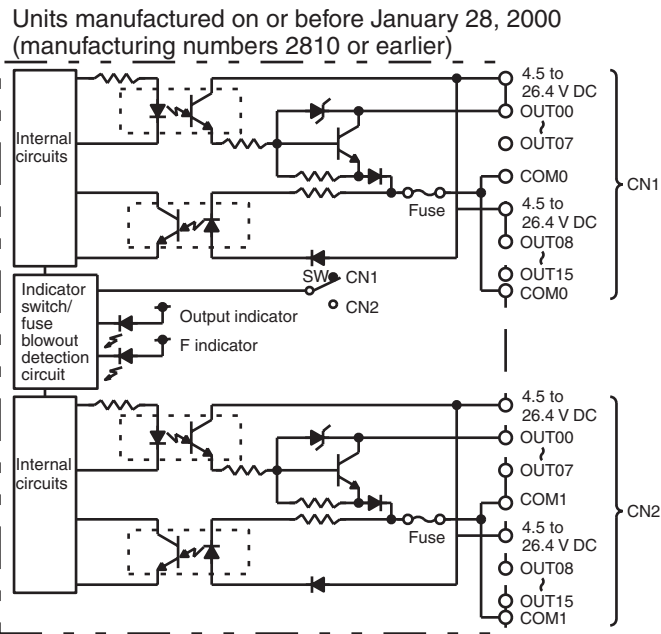 Units manufactured on or before January 28, 2000
(manufacturing numbers 2810 or earlier)
Internal
circuits
4.5 to
26.4 V DC
OUT00
~
OUT07
COM0
Fuse
4.5 to
26.4 V DC
OUT08
~
OUT15
COM0
CN1
SW
CN1
CN2
Indicator
switch/
fuse
blowout
detection
circuit
Output indicator
F indicator
Internal
circuits
4.5 to
26.4 V DC
OUT00
~
OUT07
COM1
Fuse
4.5 to
26.4 V DC
OUT08
~
OUT15
COM1
CN2